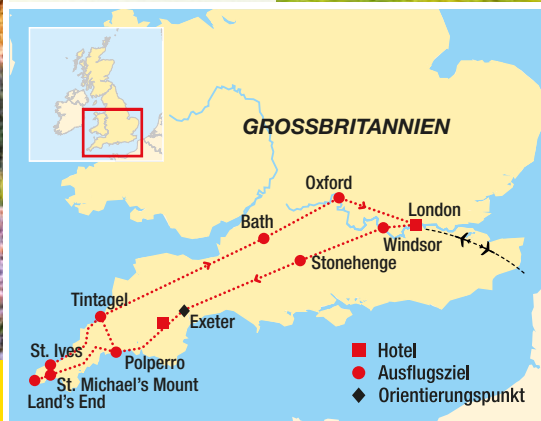 GROSSBRITANNIEN
Oxford
London
Bath
Windsor
Stonehenge
Tintagel
Exeter
St. Ives
Polperro
St. Michael's Mount
Land's End
Hotel
Ausflugsziel
Orientierungspunkt